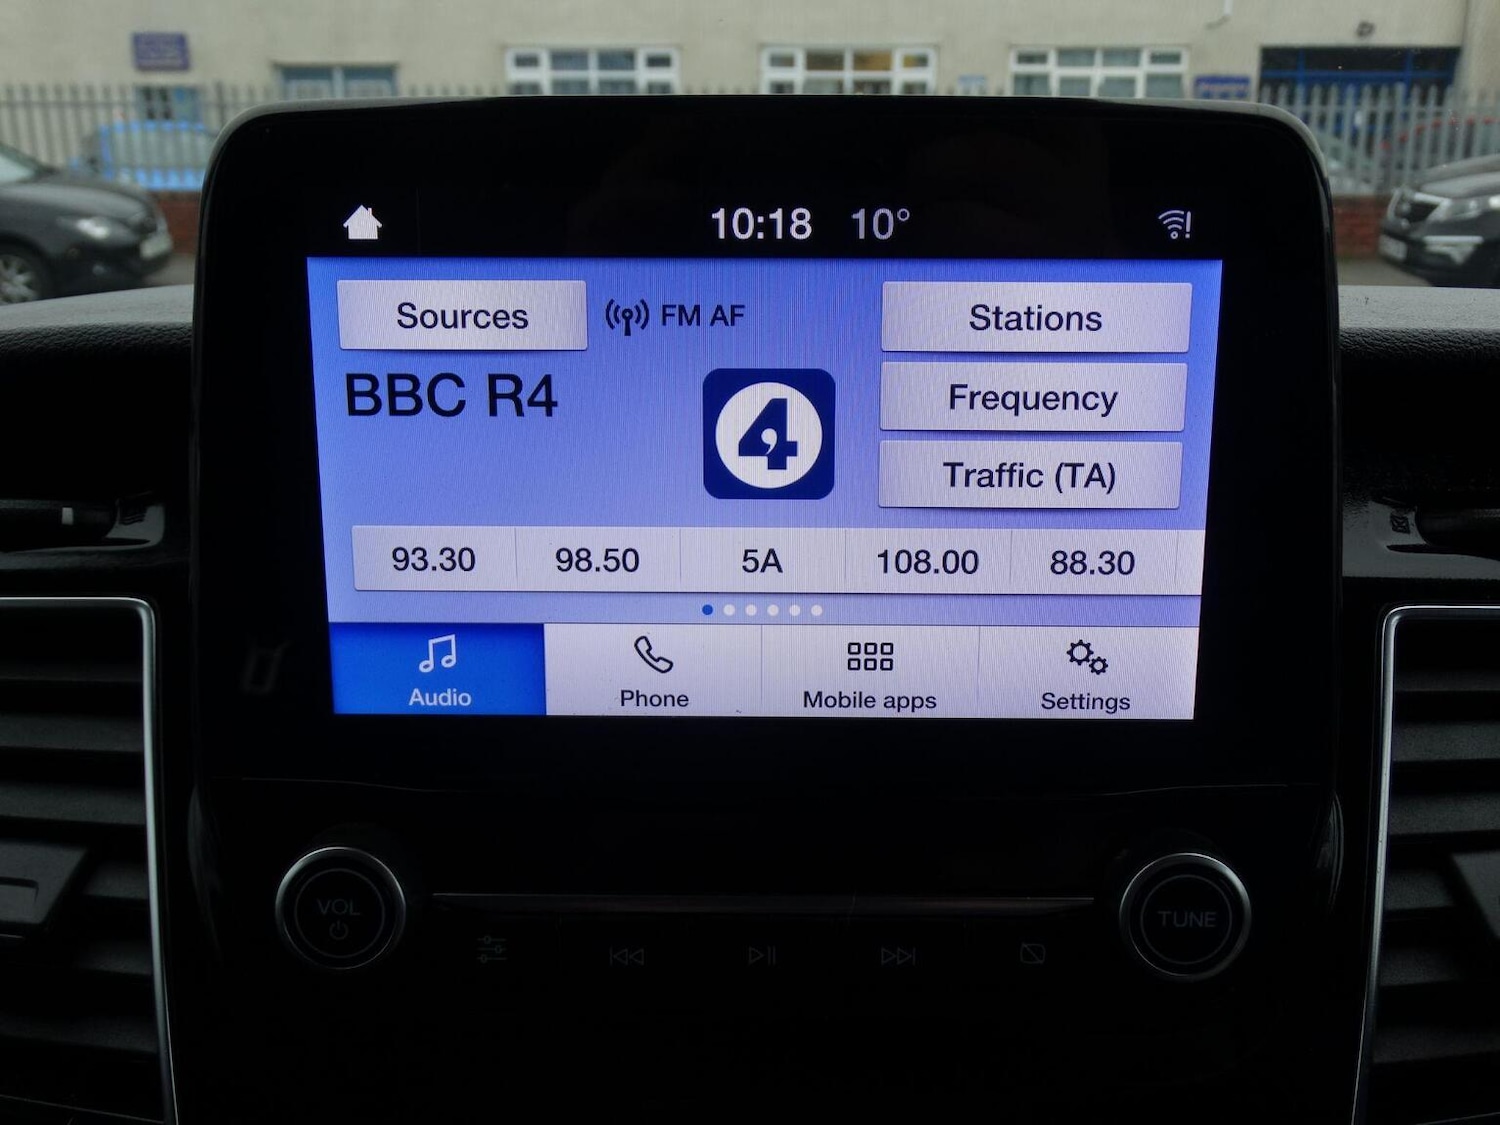 10:18 10°
Sources FM AF Stations
BBC R4
4
Frequency
Traffic (TA)
93.30 98.50 5A 108.00 88.30
Audio Phone Mobile apps Settings
VOL
TUNE